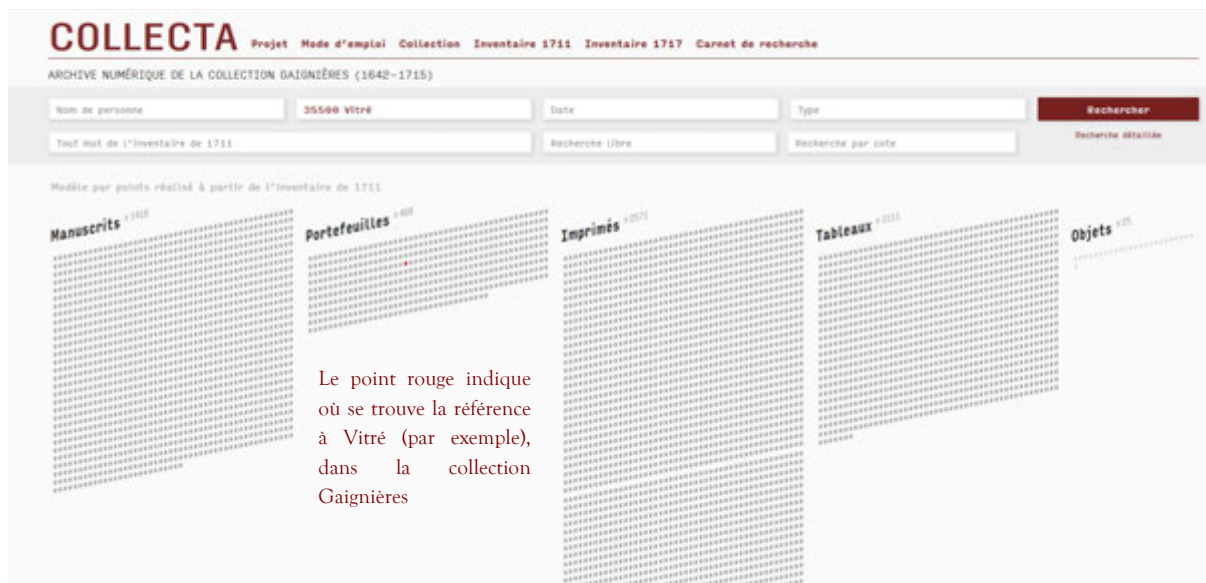 COLLECTA Projet Mode d'emploi Collection Inventaire 1711 Inventaire 1717 Carnet de recherche
ARCHIVE NUMÉRIQUE DE LA COLLECTION GAIGNIÈRES (1642-1715)
Nom de personne 35500 Vitré Date Type Rechercher
Tout mot de l'inventaire de 1711 Recherche libre Recherche par cote Recherche détaillée
Modèle par points réalisé à partir de l'inventaire de 1711
Manuscrits Portefeuilles Imprimés Tableaux Objets
Le point rouge indique
où se trouve la référence
à Vitré (par exemple),
dans la collection
Gaignières